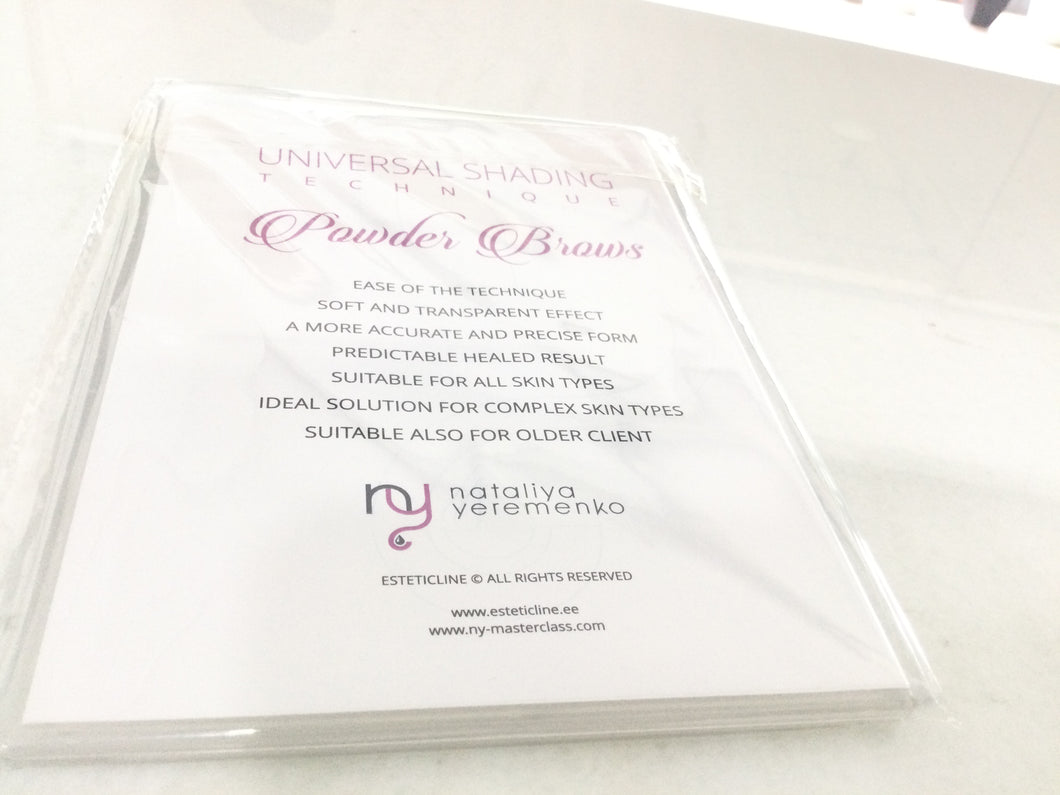 UNIVERSAL SHADING
TECHNIQUE
Powder Brows
EASE OF THE TECHNIQUE
SOFT AND TRANSPARENT EFFECT
A MORE ACCURATE AND PRECISE FORM
PREDICTABLE HEALED RESULT
SUITABLE FOR ALL SKIN TYPES
IDEAL SOLUTION FOR COMPLEX SKIN TYPES
SUITABLE ALSO FOR OLDER CLIENT
ny nataliya
yeremenko
ESTETICLINE © ALL RIGHTS RESERVED
www.esteticline.ee
www.ny-masterclass.com